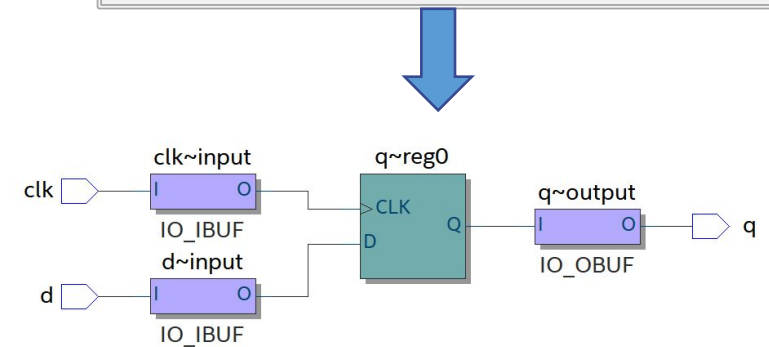 clk~input
q~reg0
clk
I
O
CLK
q~output
IO_IBUF
Q
I
O
q
d~input
D
IO_OBUF
d
I
O
IO_IBUF